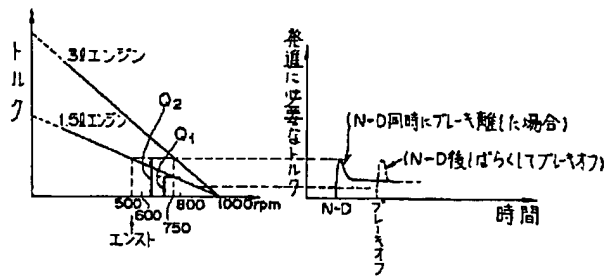 トルク
3ℓエンジン
1.5ℓエンジン
Q2
Q1
500
600
750
800
1000rpm
エンスト
発進に必要なトルク
(N-D同時にブレーキ離した場合)
(N-D後しばらくしてブレーキオフ)
N-D
ブレーキオフ
時間